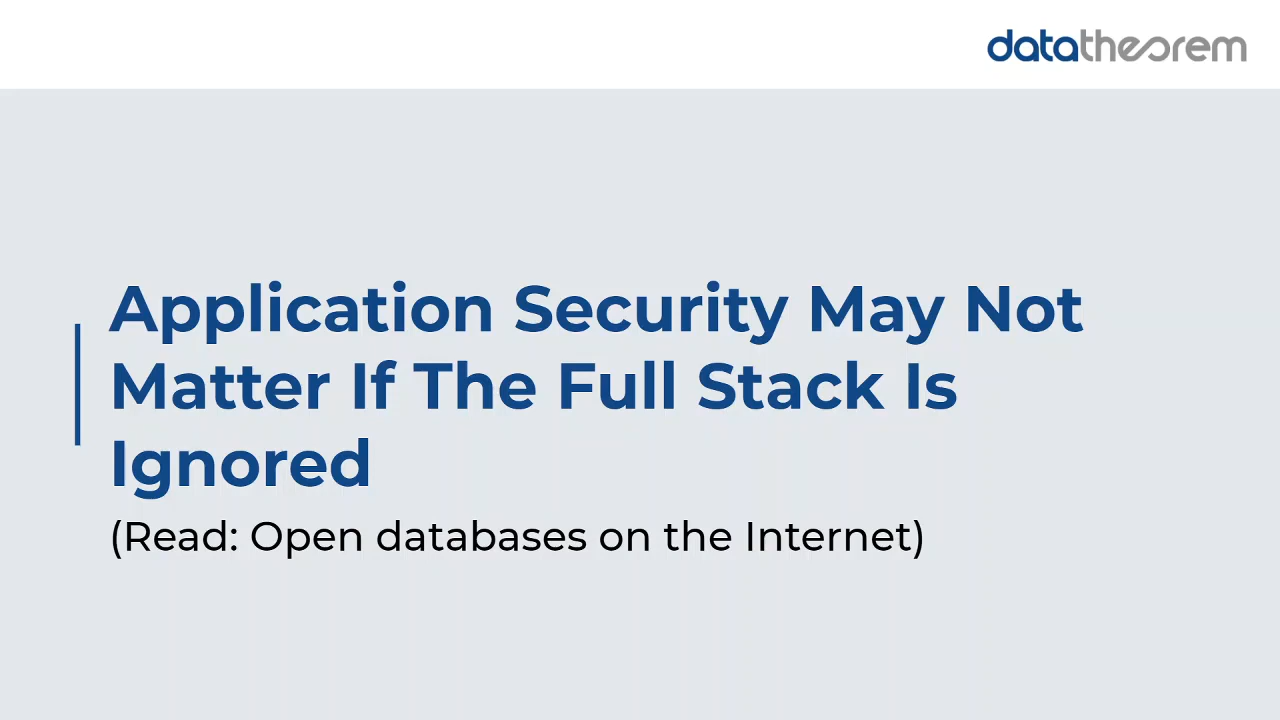 datatheorem
Application Security May Not
Matter If The Full Stack Is
Ignored
(Read: Open databases on the Internet)